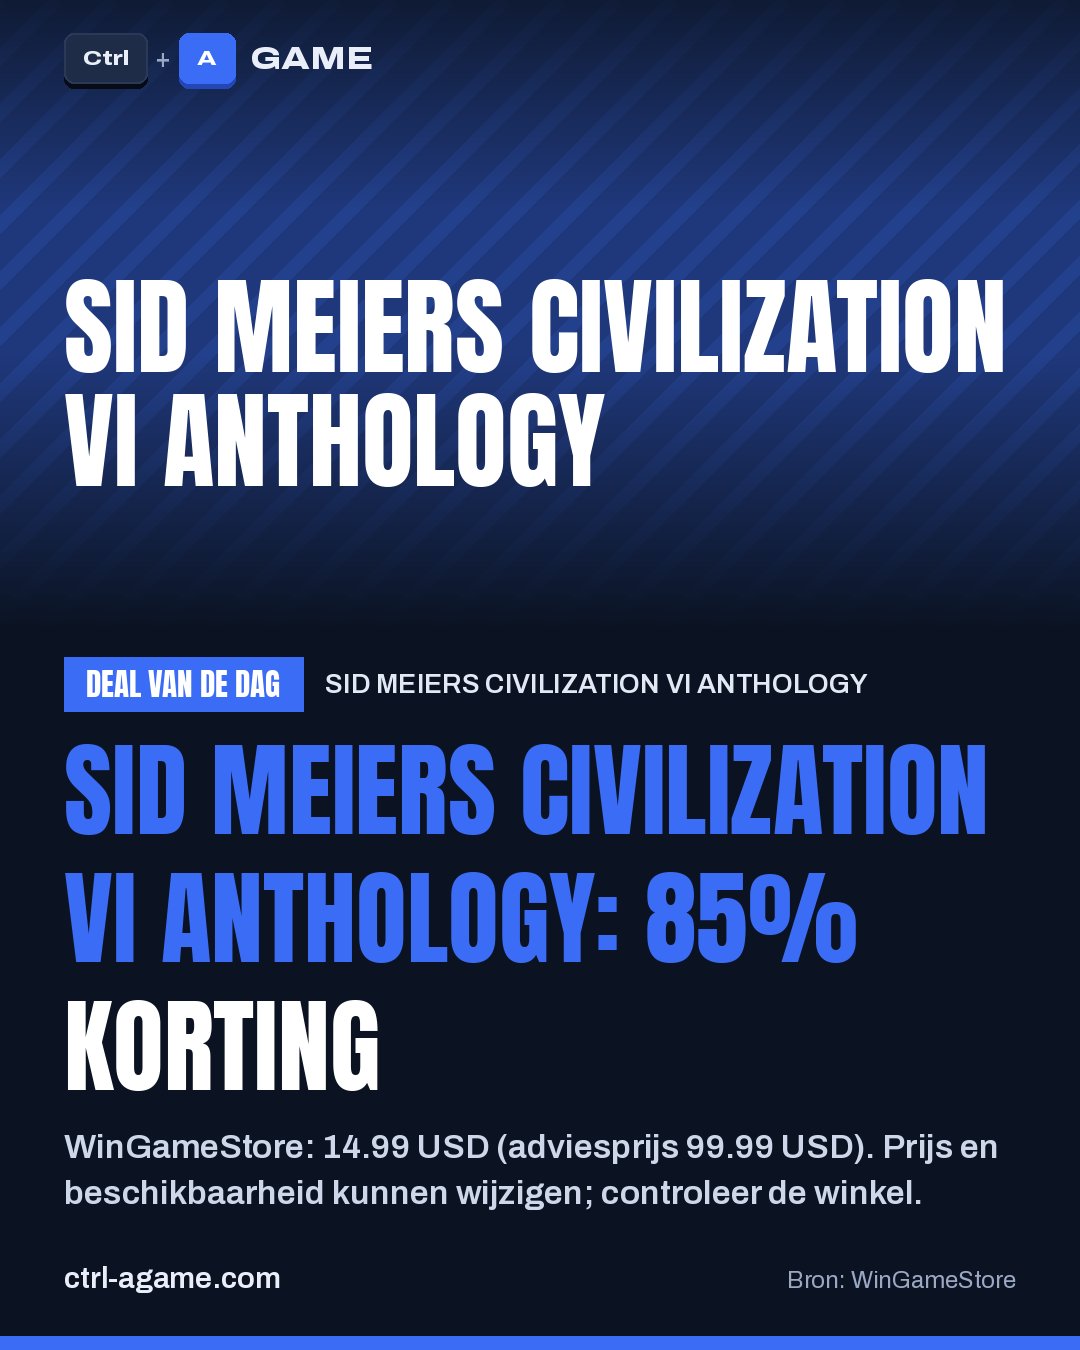 Ctrl + A GAME
SID MEIERS CIVILIZATION
VI ANTHOLOGY
DEAL VAN DE DAG SID MEIERS CIVILIZATION VI ANTHOLOGY
SID MEIERS CIVILIZATION
VI ANTHOLOGY: 85%
KORTING
WinGameStore: 14.99 USD (adviesprijs 99.99 USD). Prijs en
beschikbaarheid kunnen wijzigen; controleer de winkel.
ctrl-agame.com Bron: WinGameStore